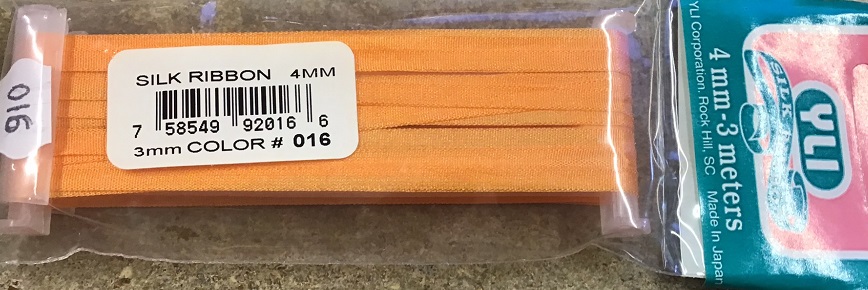 016
SILK RIBBON 4MM
7 58549 92016 6
3mm COLOR # 016
YLI
SILK
4 mm-3 meters
YLI Corporation. Rock Hill, SC Made In Japan